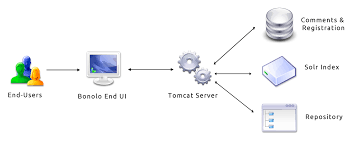 Comments &
Registration
Solr Index
End-Users
Bonolo End UI
Tomcat Server
Repository